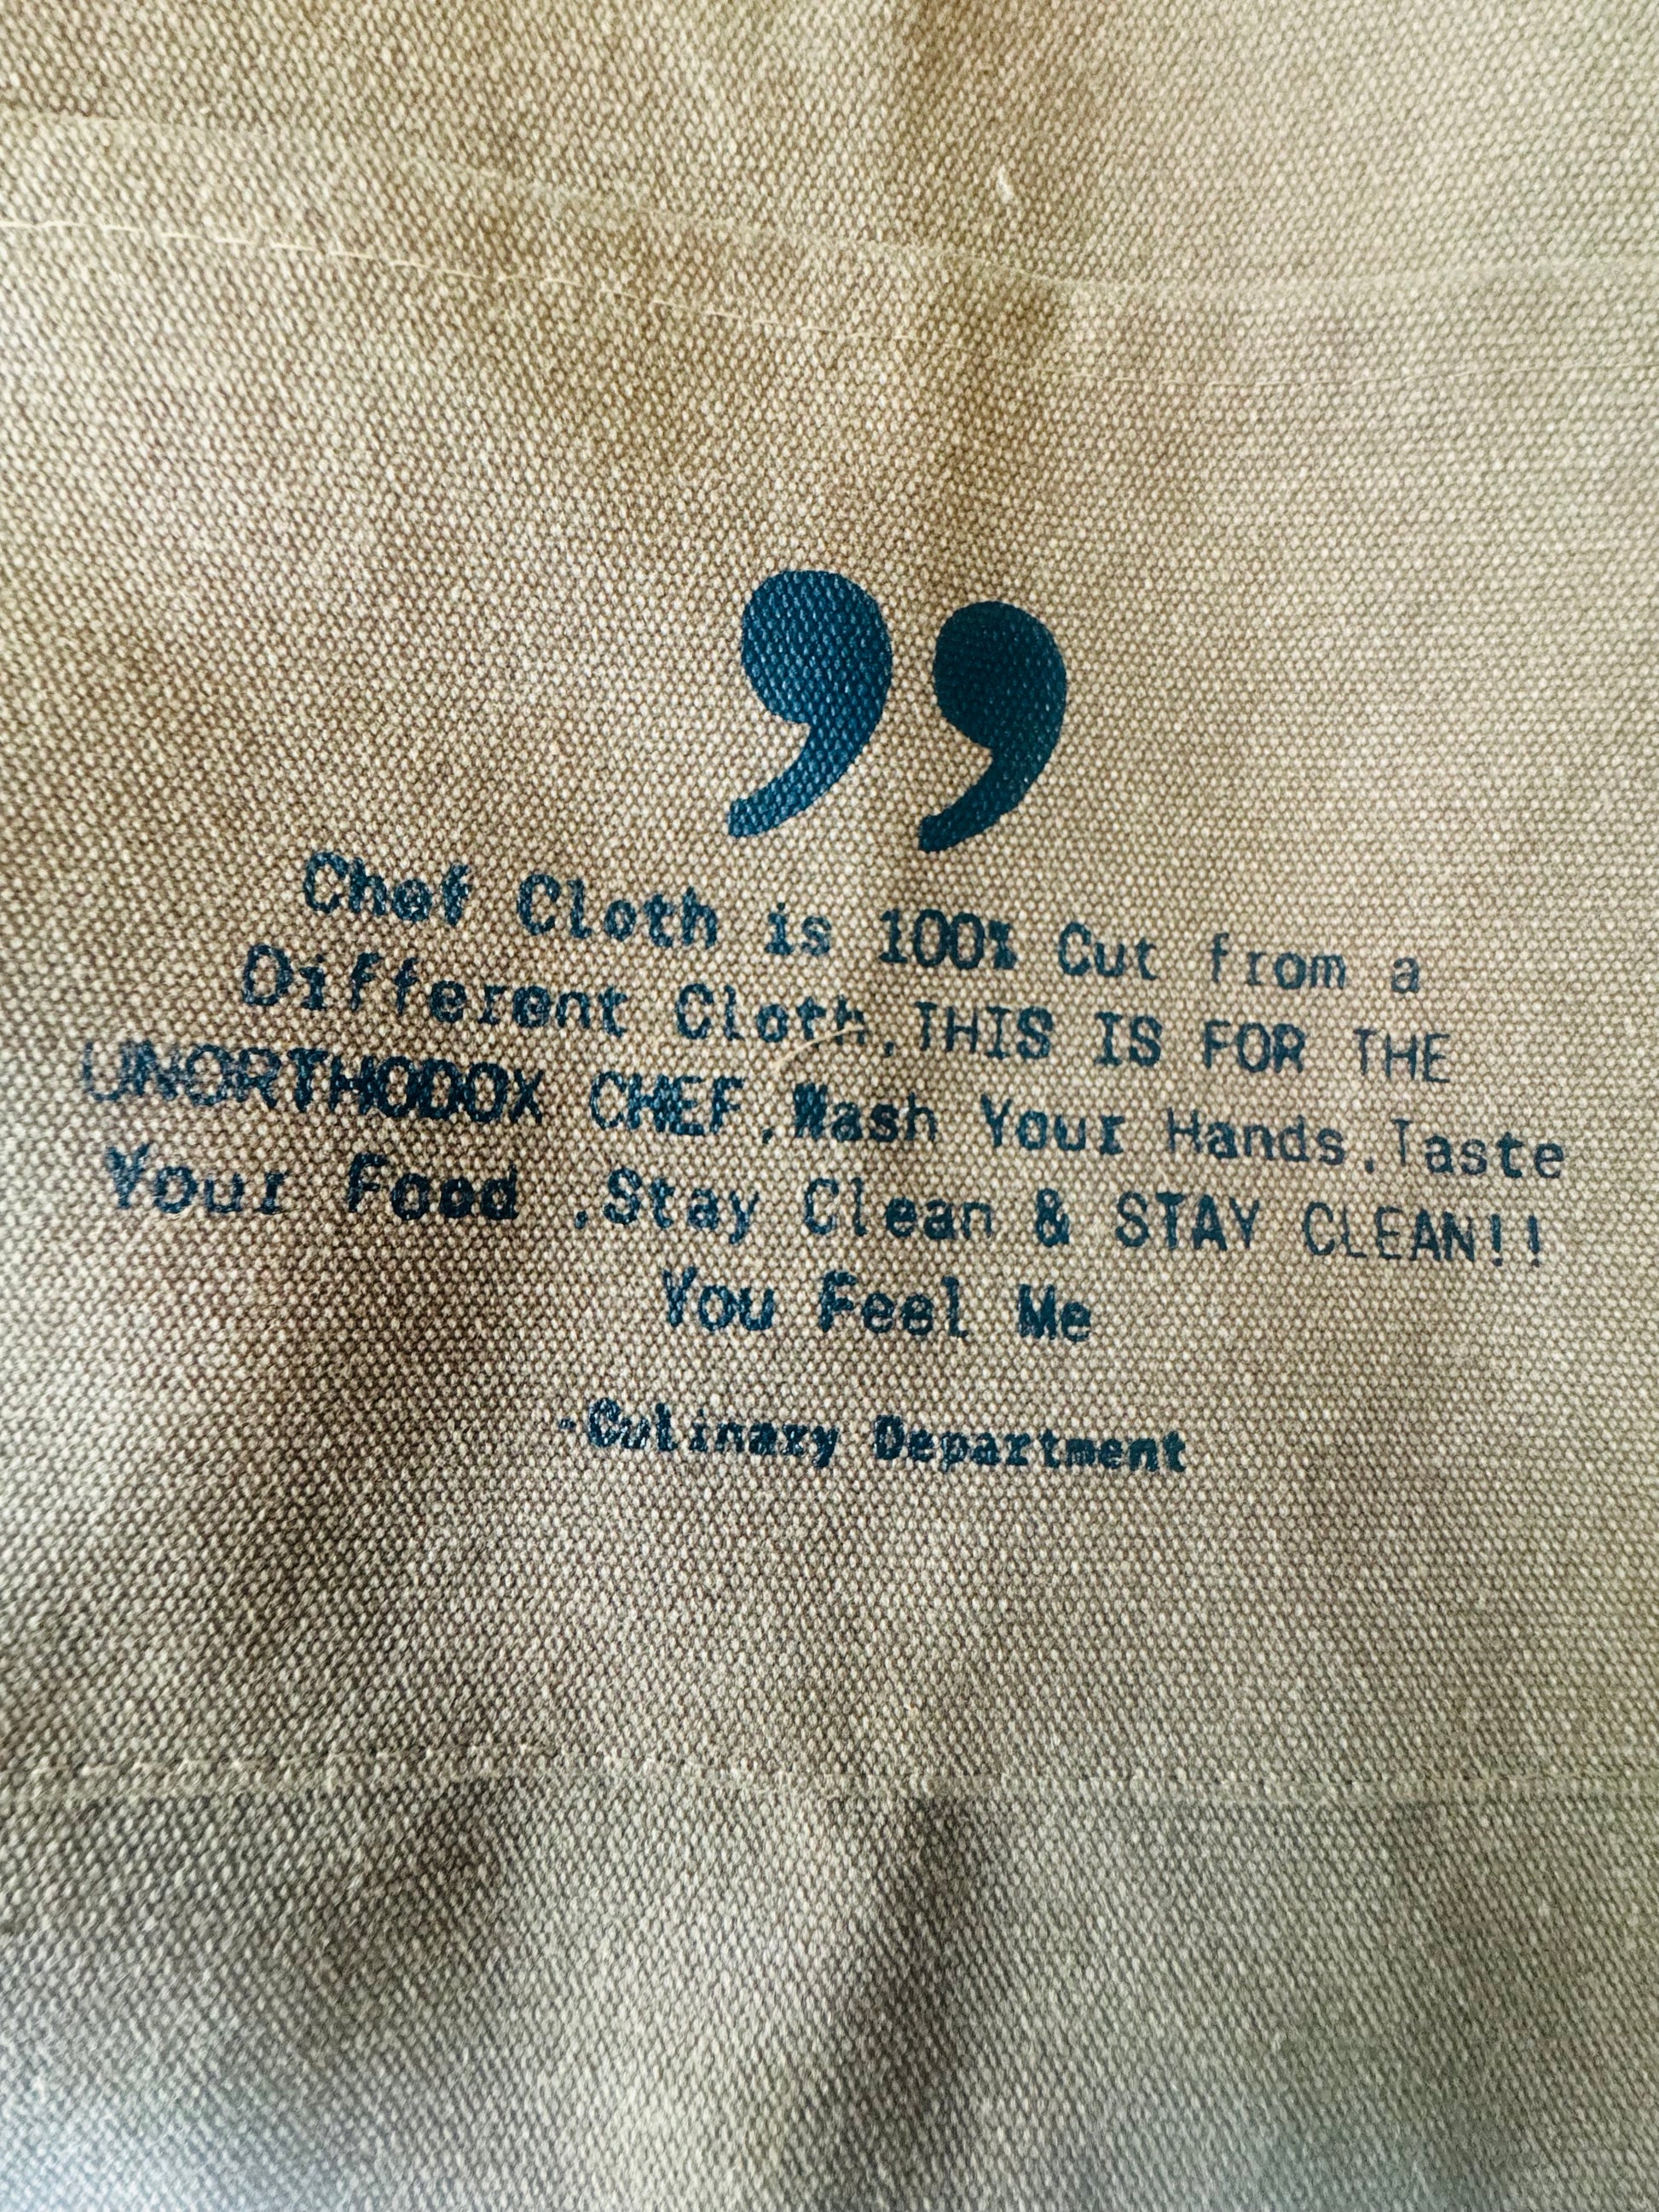 ”
Chef Cloth is 100% Cut from a
Different Cloth,THIS IS FOR THE
UNORTHODOX CHEF,Wash Your Hands,Taste
Your Food ,Stay Clean & STAY CLEAN!!
You Feel Me
-Culinary Department